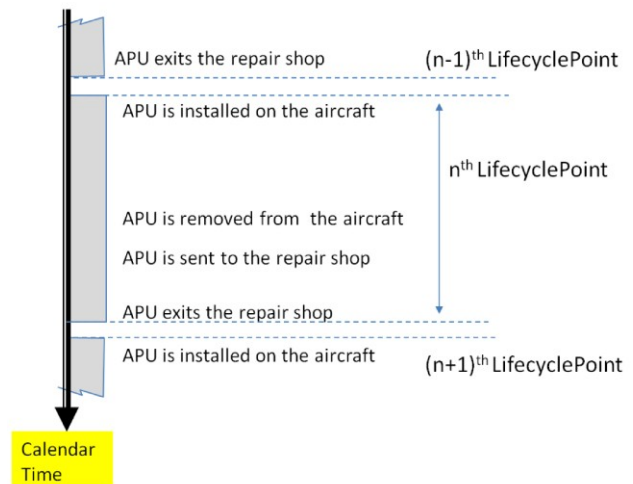 APU exits the repair shop (n-1)th LifecyclePoint
APU is installed on the aircraft
nth LifecyclePoint
APU is removed from the aircraft
APU is sent to the repair shop
APU exits the repair shop
APU is installed on the aircraft (n+1)th LifecyclePoint
Calendar
Time